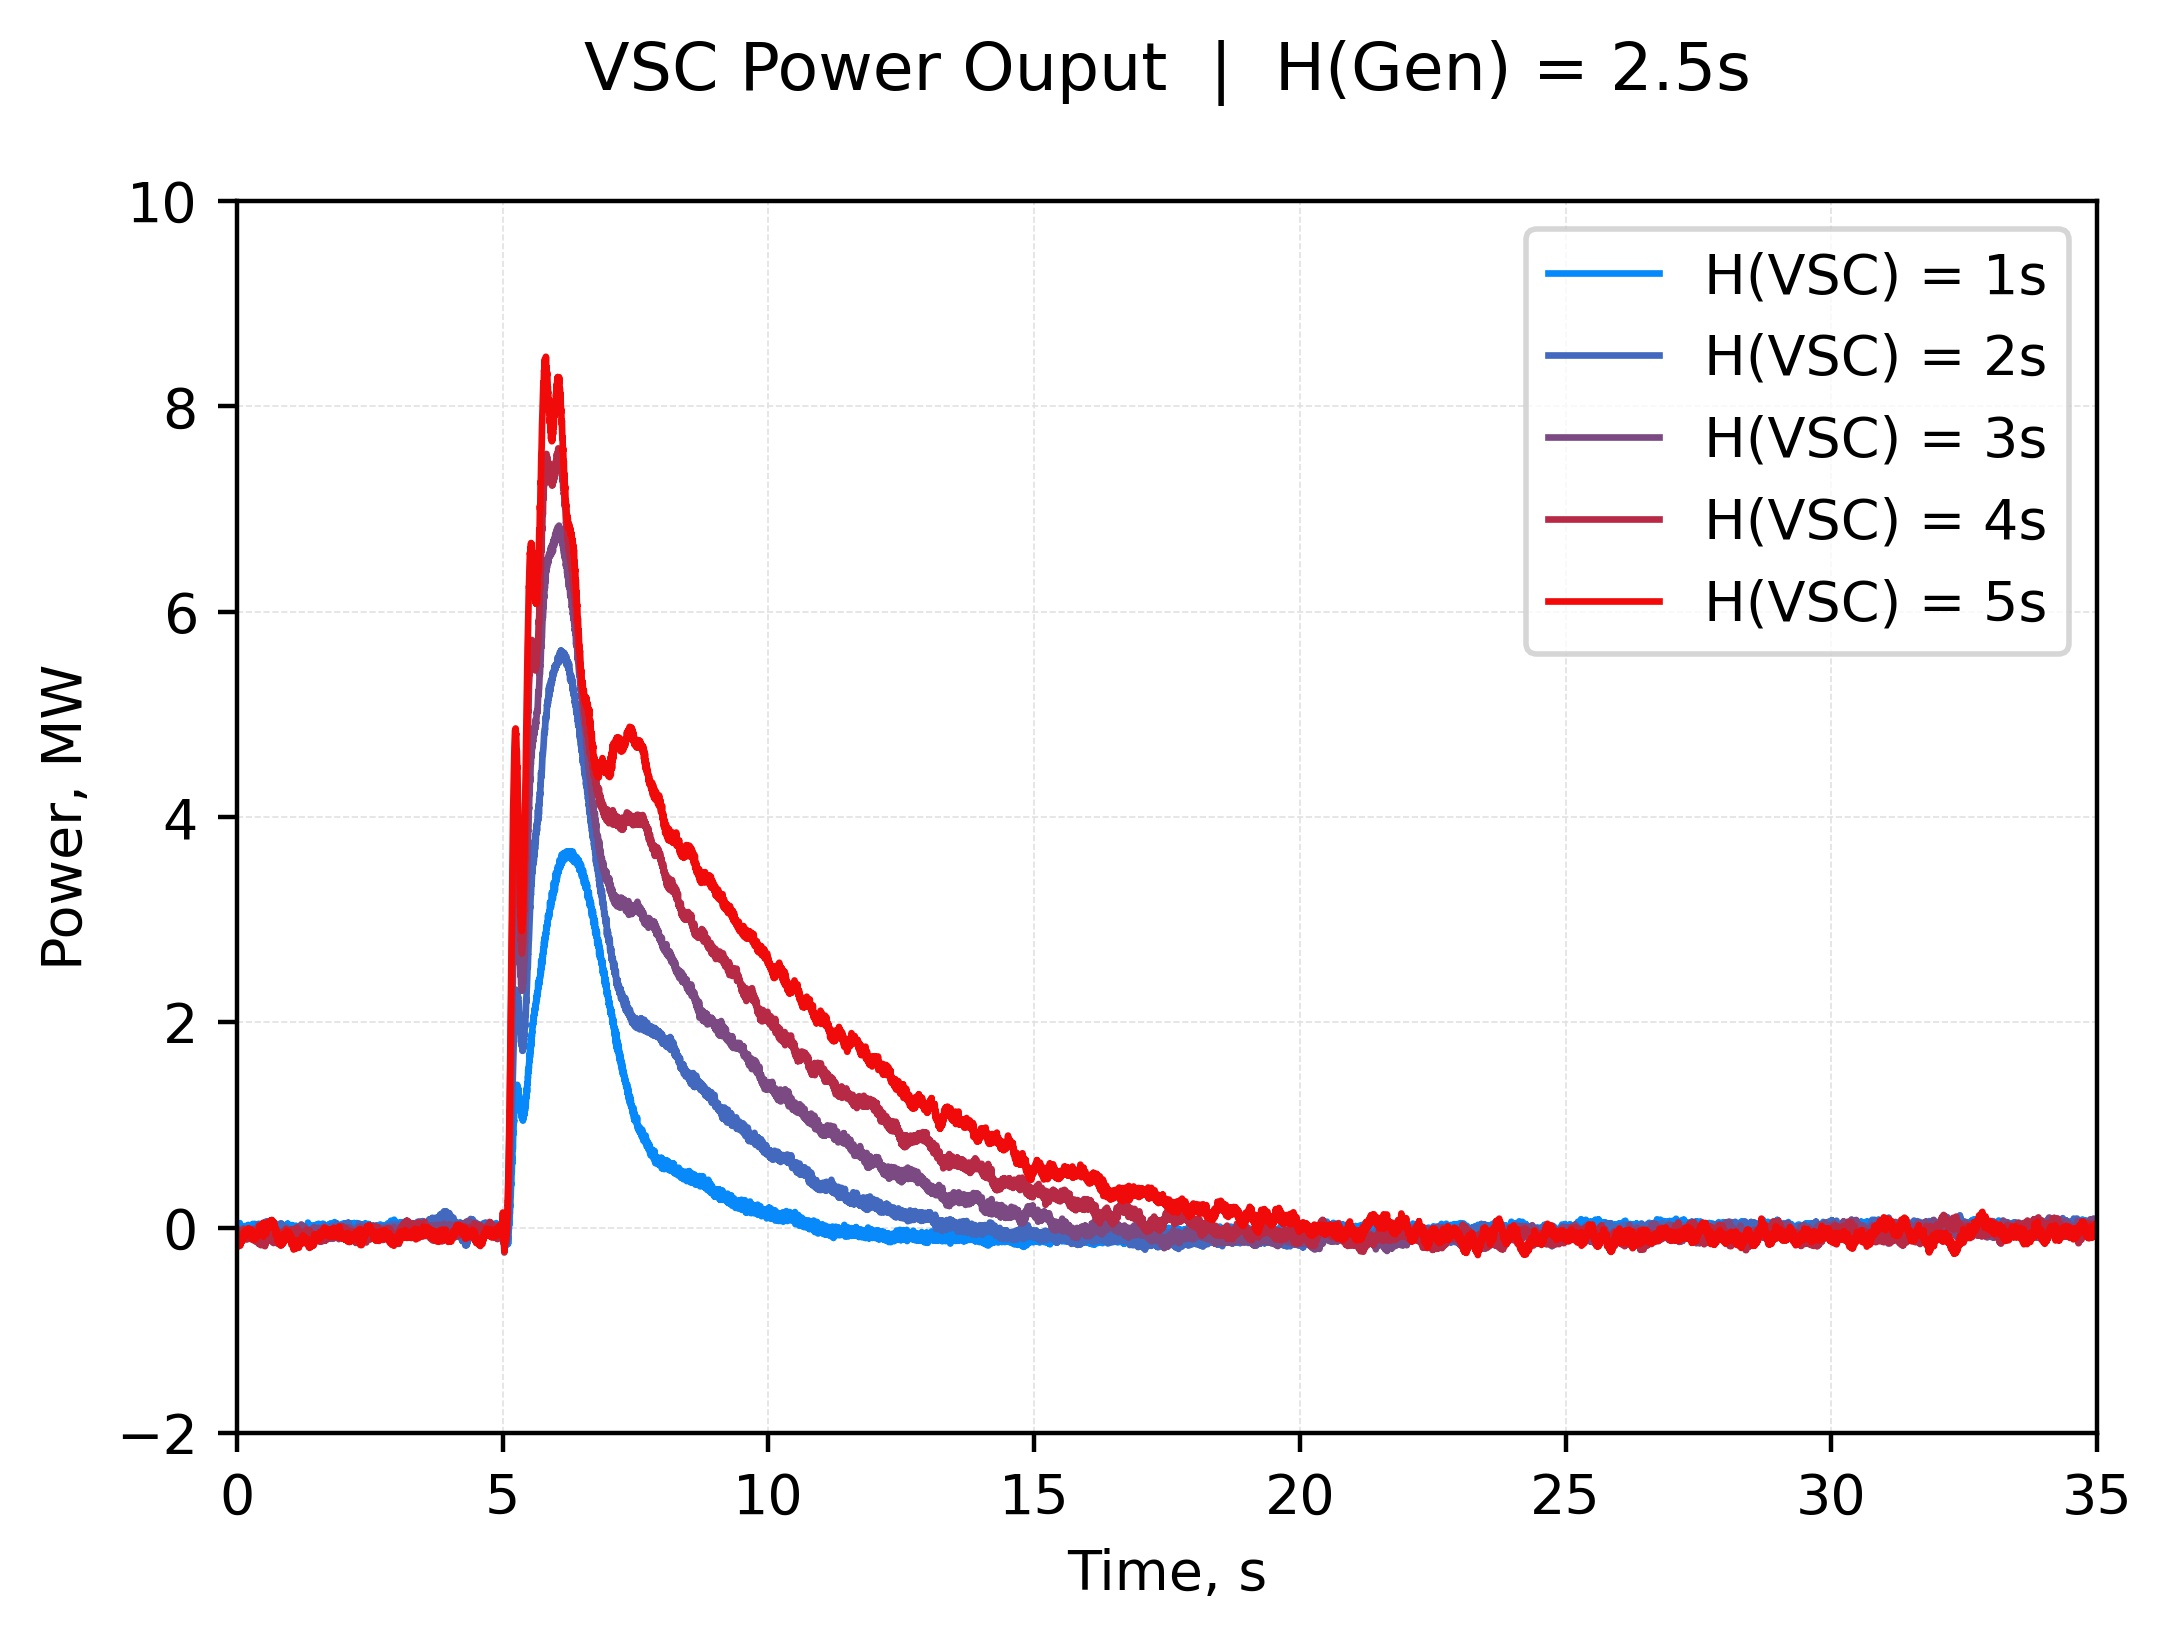 VSC Power Ouput | H(Gen) = 2.5s
10
8
6
4
2
0
−2
Power, MW
H(VSC) = 1s
H(VSC) = 2s
H(VSC) = 3s
H(VSC) = 4s
H(VSC) = 5s
0 5 10 15 20 25 30 35
Time, s